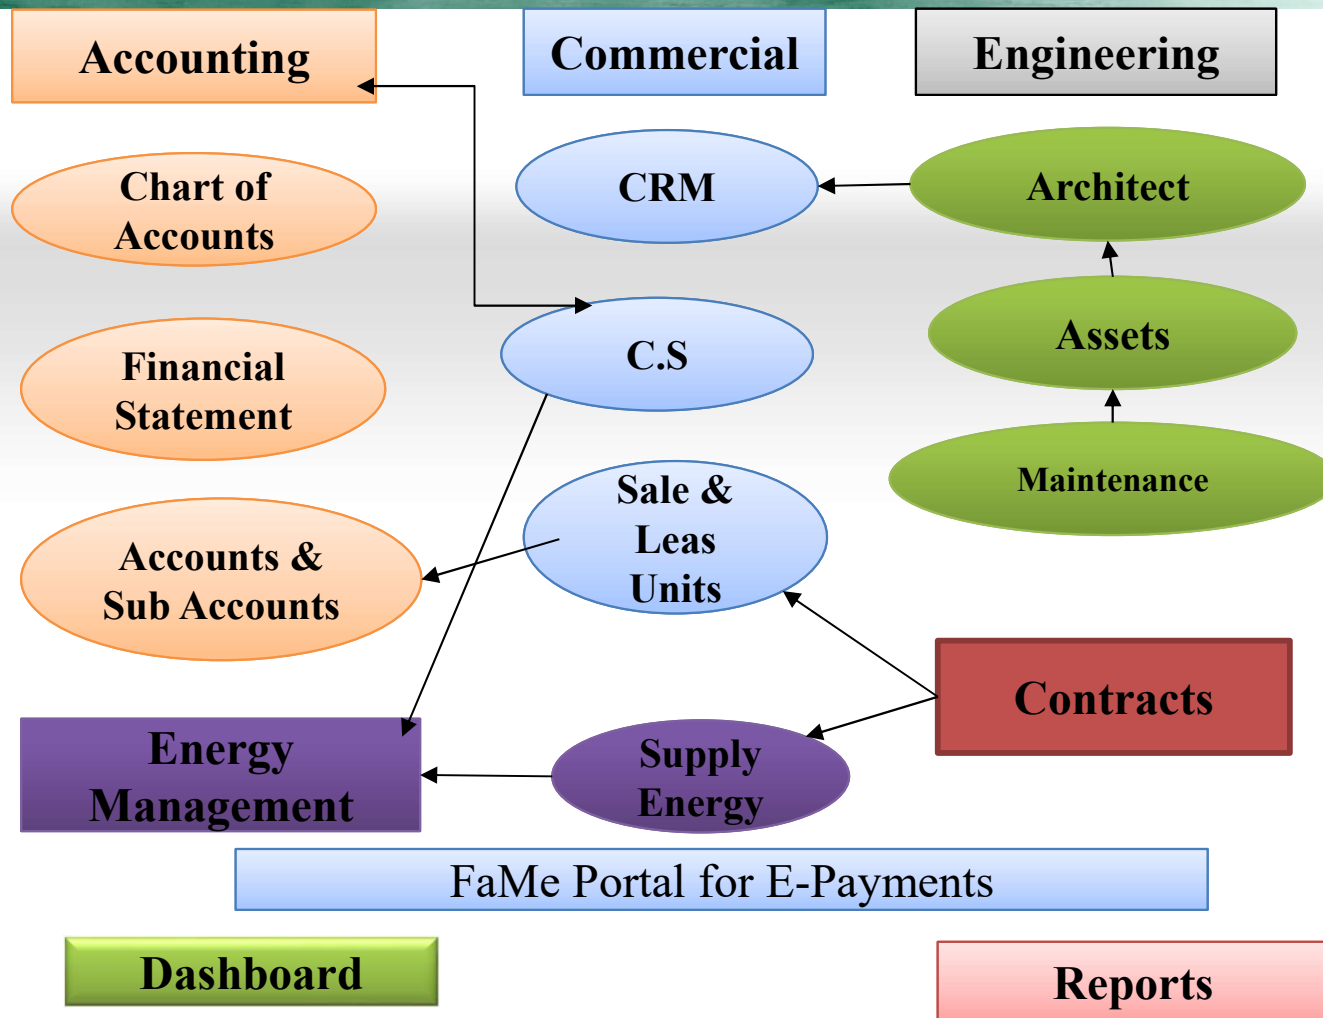 Accounting
Commercial
Engineering
Chart of
Accounts
CRM
Architect
Financial
Statement
C.S
Assets
Accounts &
Sub Accounts
Sale &
Leas
Units
Maintenance
Energy
Management
Supply
Energy
Contracts
FaMe Portal for E-Payments
Dashboard
Reports